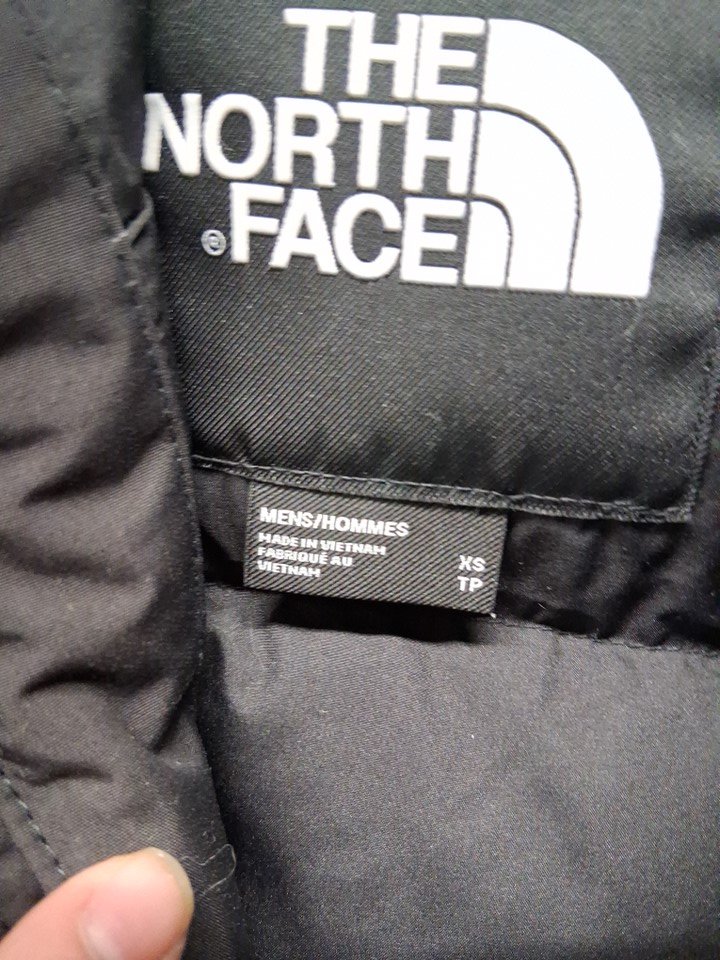 THE
NORTH
FACE
®
MENS/HOMMES
MADE IN VIETNAM
FABRIQUÉ AU
VIETNAM
XS
TP